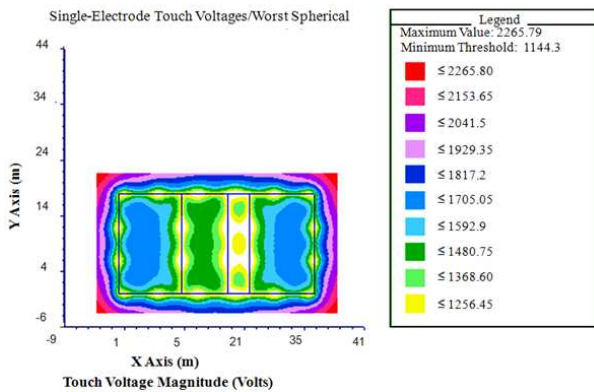 Single-Electrode Touch Voltages/Worst Spherical
Legend
Maximum Value: 2265.79
Minimum Threshold: 1144.3
≤2265.80
≤2153.65
≤2041.5
≤1929.35
≤1817.2
≤1705.05
≤1592.9
≤1480.75
≤1368.60
≤1256.45
44
34
24
14
4
-6
Y Axis (m)
-9 1 5 21 35 41
X Axis (m)
Touch Voltage Magnitude (Volts)